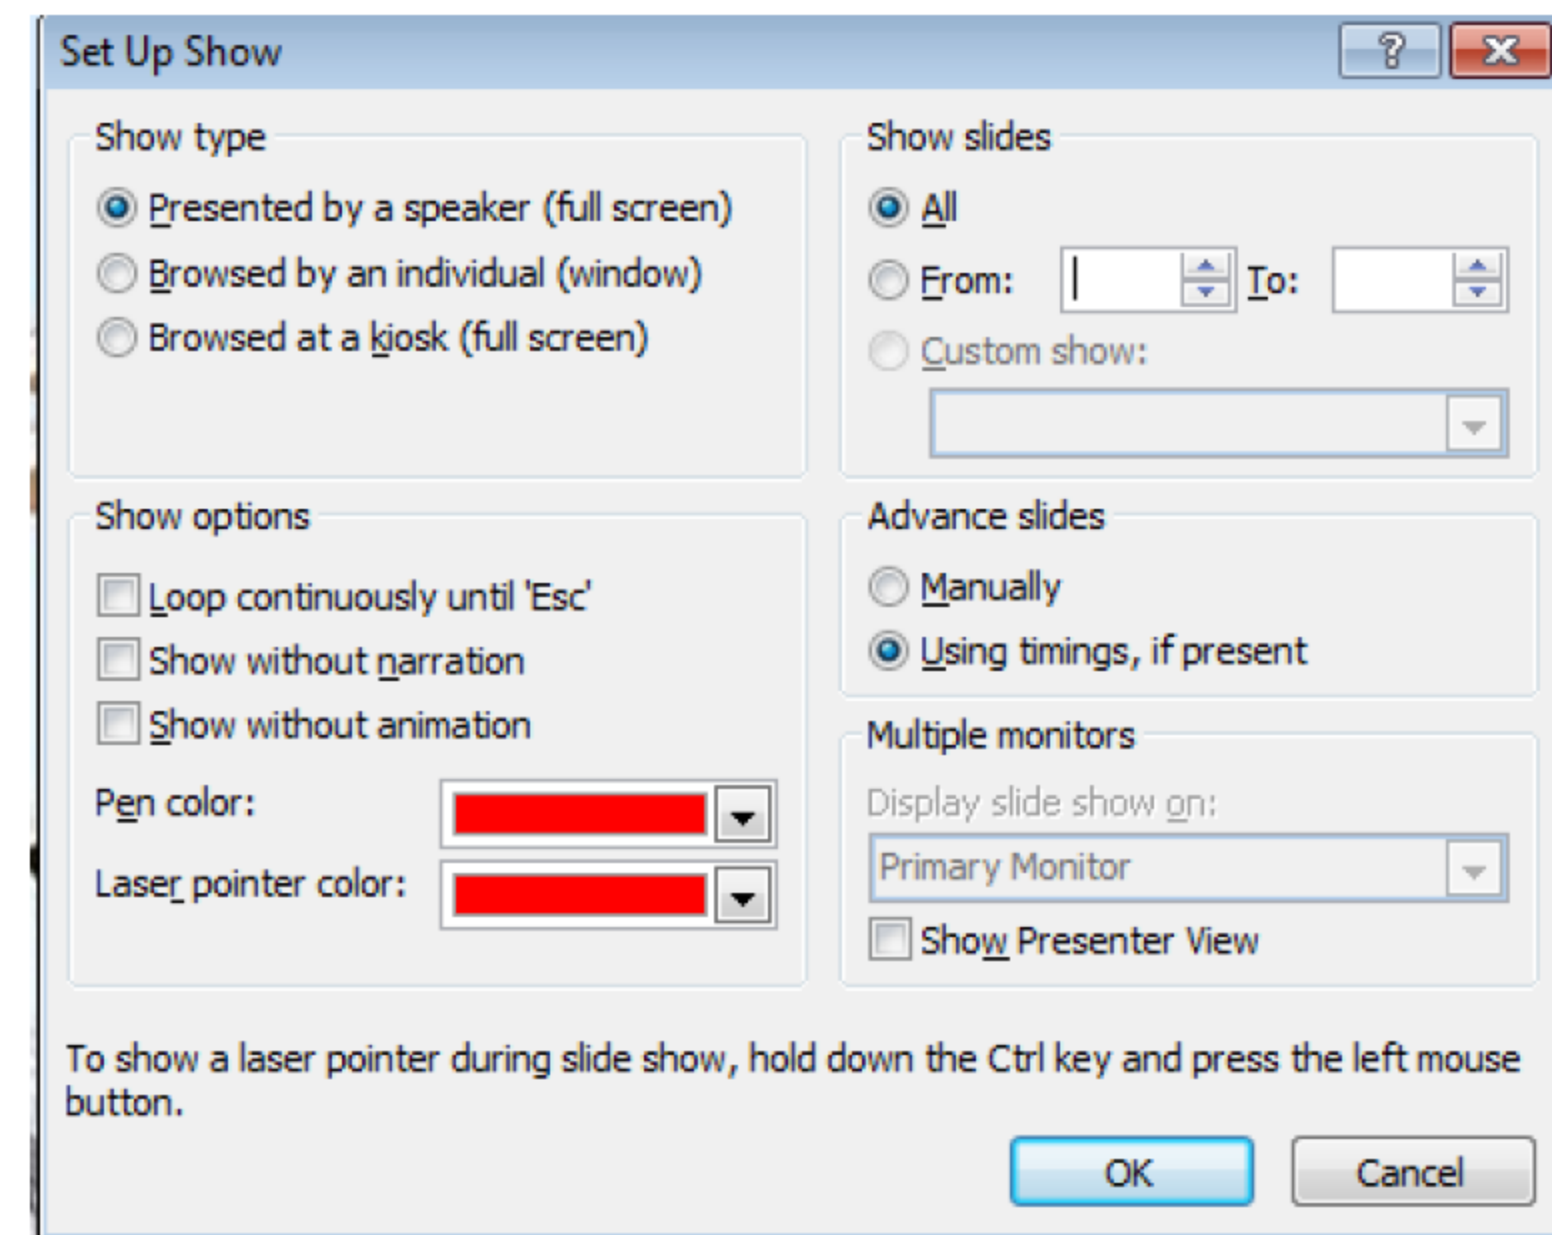 Set Up Show
Show type
Presented by a speaker (full screen)
Browsed by an individual (window)
Browsed at a kiosk (full screen)
Show slides
All
From: To:
Custom show:
Show options
Loop continuously until 'Esc'
Show without narration
Show without animation
Pen color:
Laser pointer color:
Advance slides
Manually
Using timings, if present
Multiple monitors
Display slide show on:
Primary Monitor
Show Presenter View
To show a laser pointer during slide show, hold down the Ctrl key and press the left mouse
button.
OK Cancel